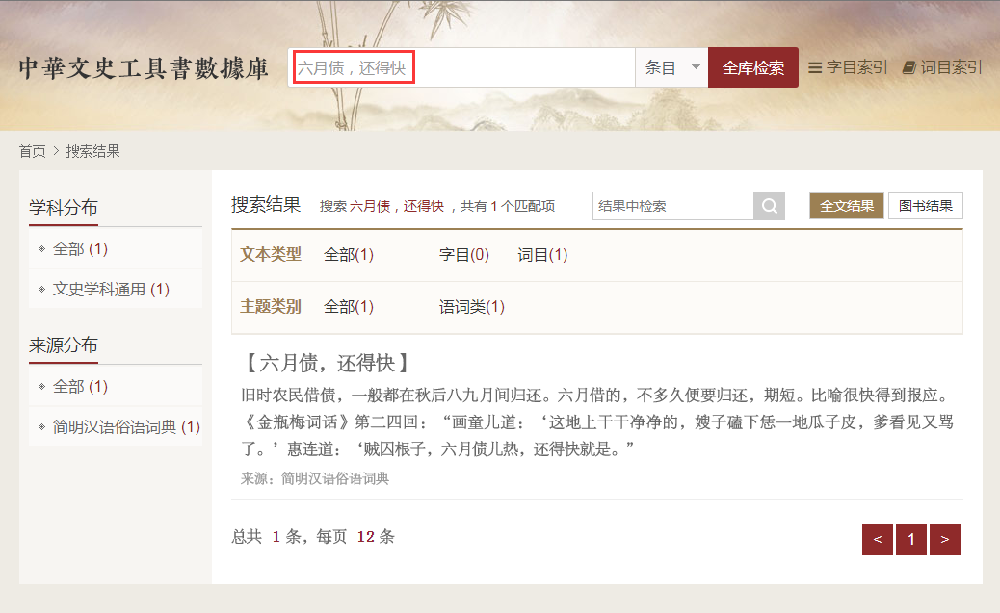 中華文史工具書數據庫
六月债，还得快
条目
全库检索
字目索引
词目索引
首页 > 搜索结果
学科分布
全部 (1)
文史学科通用 (1)
来源分布
全部 (1)
简明汉语俗语词典 (1)
搜索结果 搜索 六月债，还得快 ，共有 1 个匹配项
结果中检索
全文结果
图书结果
文本类型 全部(1) 字目(0) 词目(1)
主题类别 全部(1) 语词类(1)
【六月债，还得快】
旧时农民借债，一般都在秋后八九月间归还。六月借的，不多久便要归还，期短。比喻很快得到报应。
《金瓶梅词话》第二四回：“画童儿道：‘这地上干干净净的，嫂子磕下恁一地瓜子皮，爹看见又骂
了。’惠连道：‘贼囚根子，六月债儿热，还得快就是。”
来源：简明汉语俗语词典
总共 1 条，每页 12 条
< 1 >